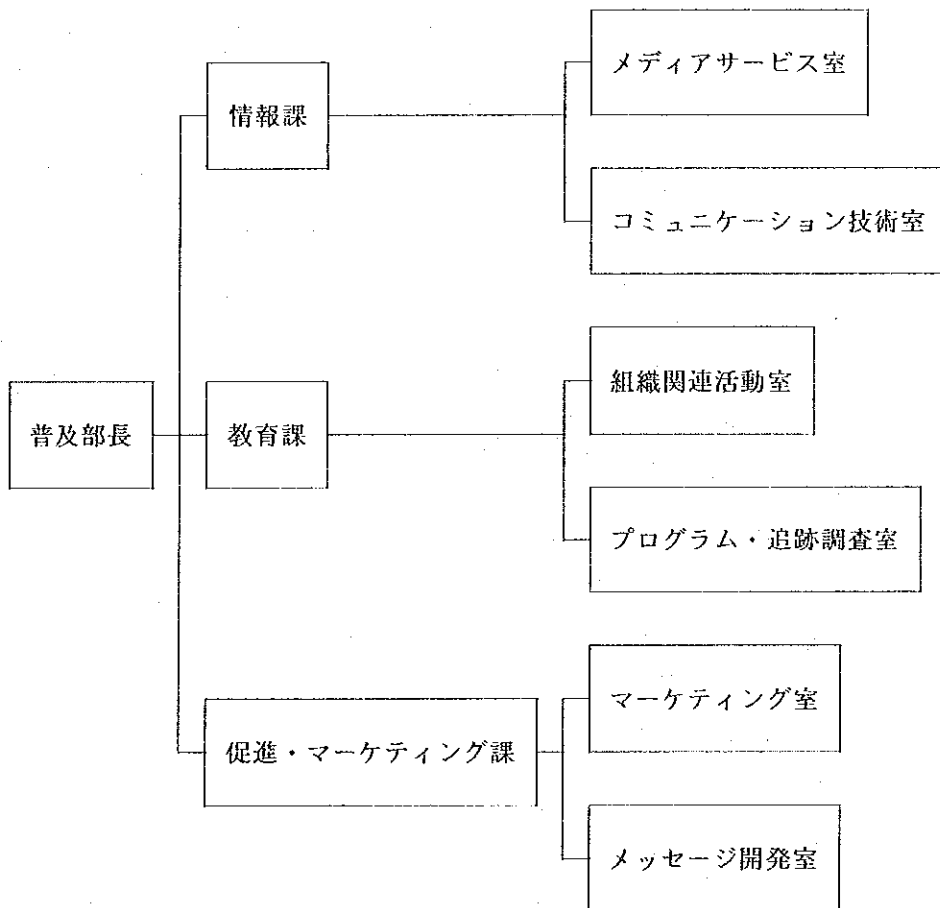 メディアサービス室
情報課
コミュニケーション技術室
組織関連活動室
普及部長
教育課
プログラム・追跡調査室
マーケティング室
促進・マーケティング課
メッセージ開発室